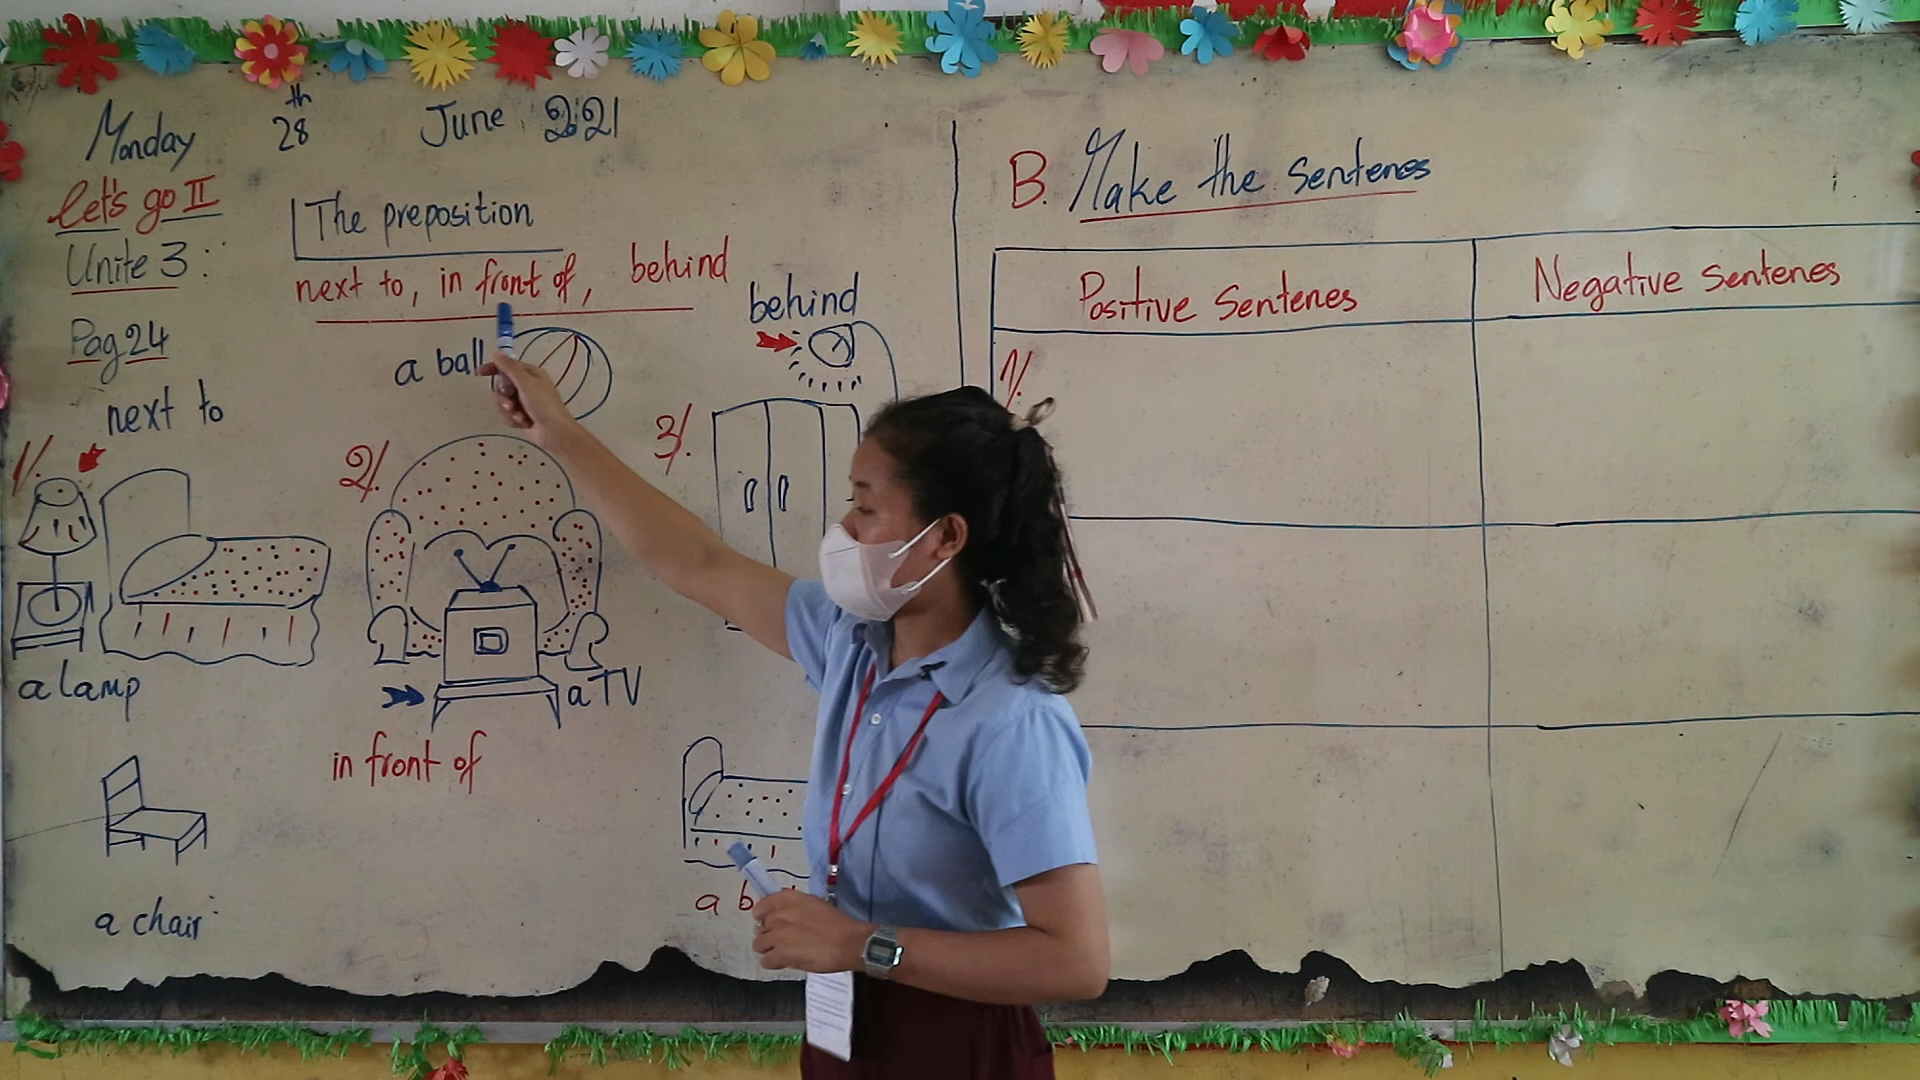 Monday 28th June 2021
Let's go II
Unite 3:
Pag 24
The preposition
next to, in front of, behind
next to
1/.
a lamp
a chair
a ball
2/.
a TV
in front of
behind
3/.
a b
B. Make the Sentenes
Positive Sentenes
Negative Sentenes
1/.